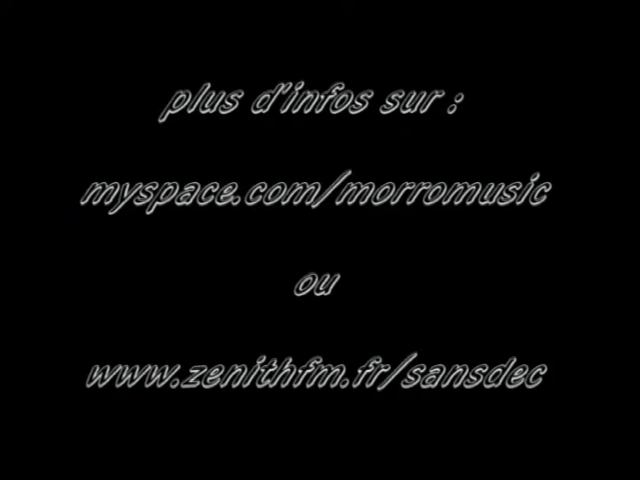 plus d'infos sur :
myspace.com/morromusic
ou
www.zenithfm.fr/sansdec